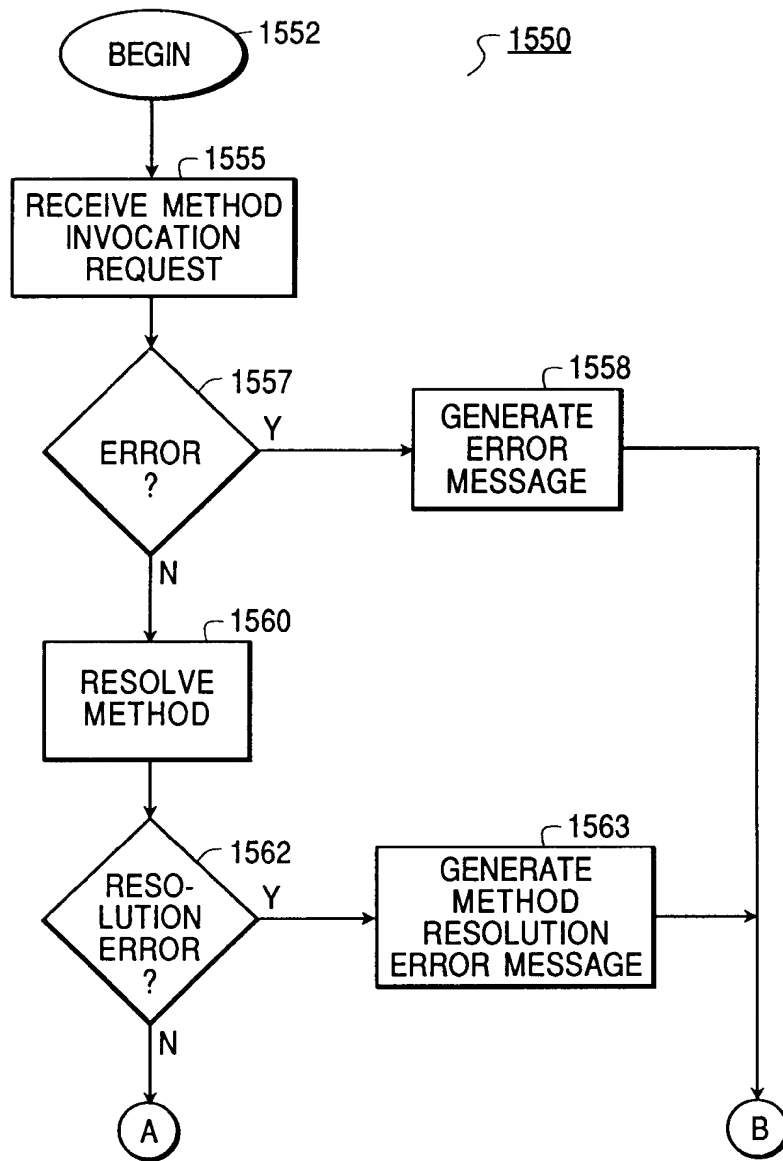 BEGIN
1552
1550
1555
RECEIVE METHOD
INVOCATION
REQUEST
1557
ERROR
?
Y
N
1558
GENERATE
ERROR
MESSAGE
1560
RESOLVE
METHOD
1562
RESO-
LUTION
ERROR
?
Y
N
1563
GENERATE
METHOD
RESOLUTION
ERROR MESSAGE
A
B